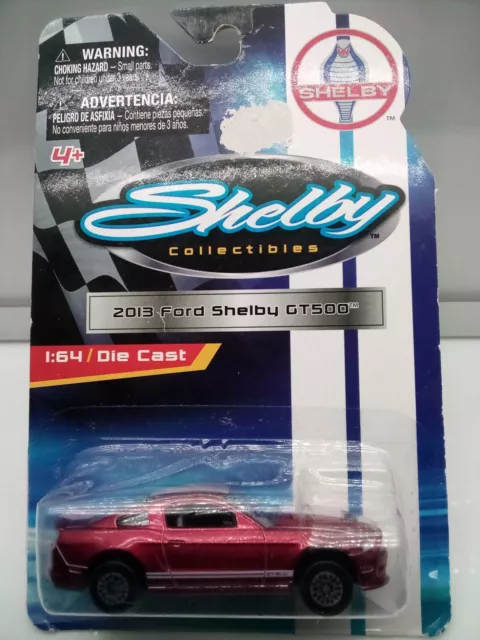 WARNING:
CHOKING HAZARD – Small parts.
Not for children under 3 years.
ADVERTENCIA:
PELIGRO DE ASFIXIA – Contiene piezas pequeñas.
No conveniente para niños menores de 3 años.
4+
SHELBY
TM
Shelby TM
Collectibles
2013 Ford Shelby GT500™
1:64 / Die Cast